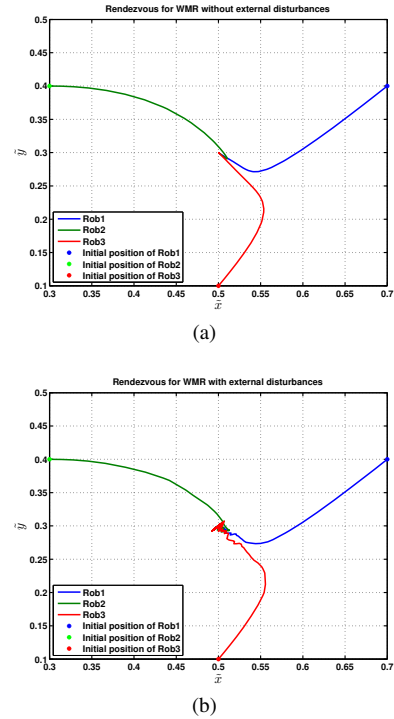 Rendezvous for WMR without external disturbances
0.5
0.45
0.4
0.35
0.3
0.25
0.2
0.15
0.1
ỹ
Rob1
Rob2
Rob3
Initial position of Rob1
Initial position of Rob2
Initial position of Rob3
0.3 0.35 0.4 0.45 0.5 0.55 0.6 0.65 0.7
x̃
(a)
Rendezvous for WMR with external disturbances
0.5
0.45
0.4
0.35
0.3
0.25
0.2
0.15
0.1
ỹ
Rob1
Rob2
Rob3
Initial position of Rob1
Initial position of Rob2
Initial position of Rob3
0.3 0.35 0.4 0.45 0.5 0.55 0.6 0.65 0.7
x̃
(b)